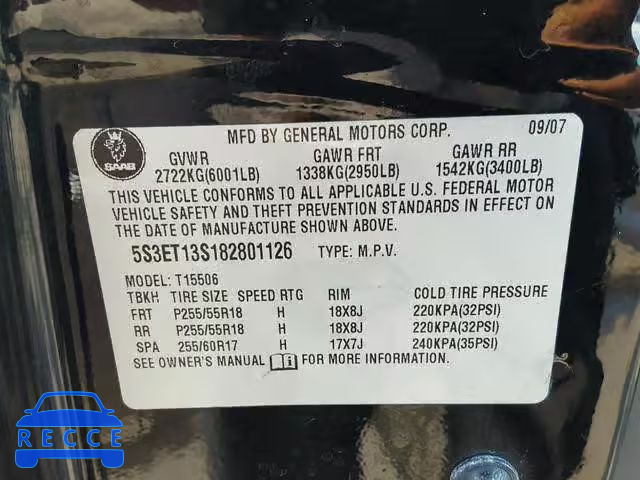 MFD BY GENERAL MOTORS CORP. 09/07
SAAB
GVWR GAWR FRT GAWR RR
2722KG(6001LB) 1338KG(2950LB) 1542KG(3400LB)
THIS VEHICLE CONFORMS TO ALL APPLICABLE U.S. FEDERAL MOTOR
VEHICLE SAFETY AND THEFT PREVENTION STANDARDS IN EFFECT ON
THE DATE OF MANUFACTURE SHOWN ABOVE.
5S3ET13S182801126 TYPE: M.P.V.
MODEL: T15506
TBKH TIRE SIZE SPEED RTG RIM COLD TIRE PRESSURE
FRT P255/55R18 H 18X8J 220KPA(32PSI)
RR P255/55R18 H 18X8J 220KPA(32PSI)
SPA 255/60R17 H 17X7J 240KPA(35PSI)
SEE OWNER'S MANUAL FOR MORE INFORMATION.
RECCE